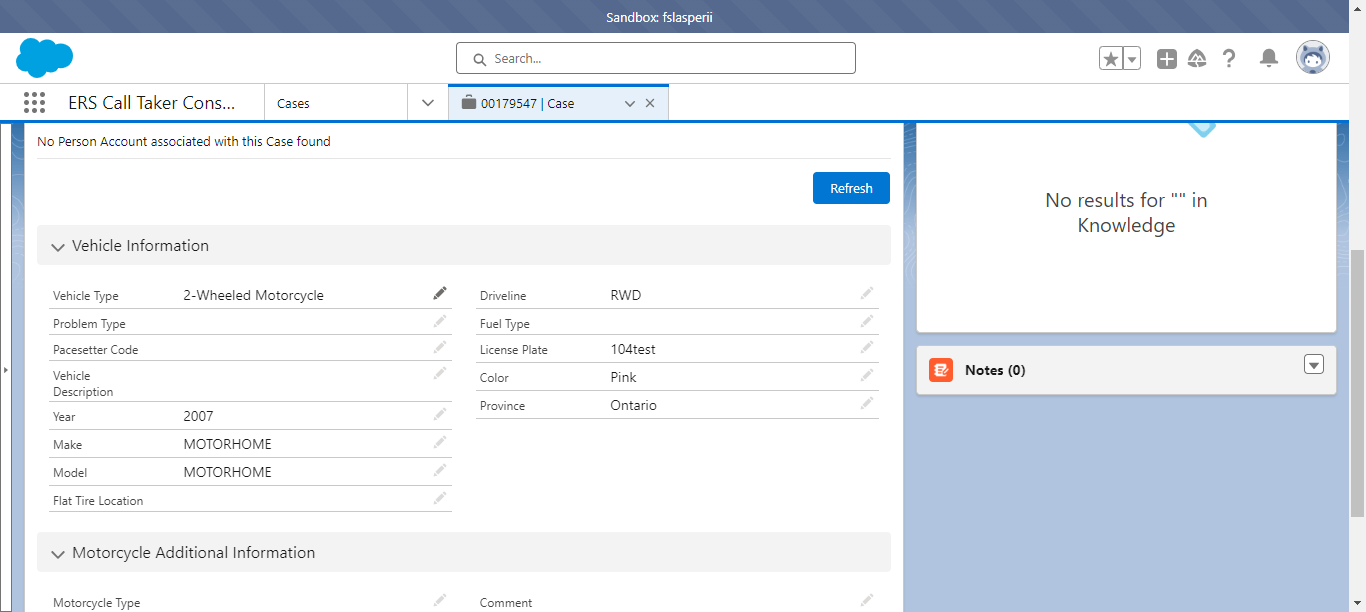 Sandbox: fslasperii
Search...
ERS Call Taker Cons...
Cases
00179547 | Case
No Person Account associated with this Case found
Refresh
Vehicle Information
Vehicle Type 2-Wheeled Motorcycle
Problem Type
Pacesetter Code
Vehicle
Description
Year 2007
Make MOTORHOME
Model MOTORHOME
Flat Tire Location
Driveline RWD
Fuel Type
License Plate 104test
Color Pink
Province Ontario
Motorcycle Additional Information
Motorcycle Type
Comment
No results for "" in
Knowledge
Notes (0)